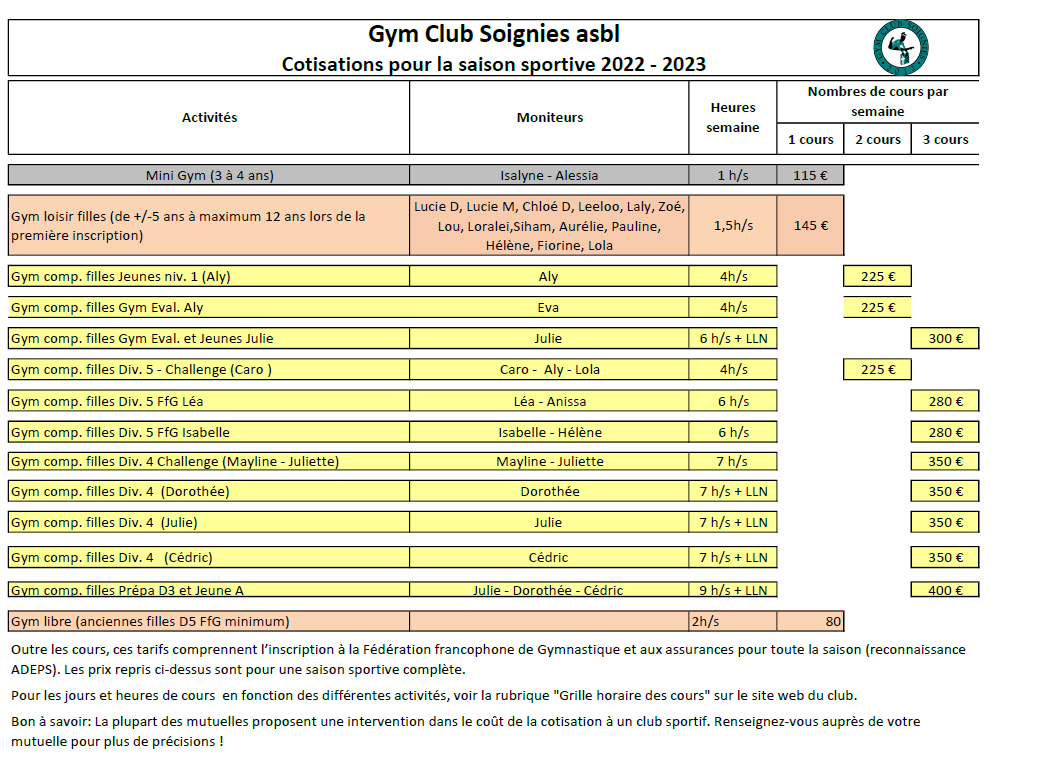 Gym Club Soignies asbl
Cotisations pour la saison sportive 2022 - 2023
GYM CLUB SOIGNIES
Activités
Moniteurs
Heures
semaine
Nombres de cours par
semaine
1 cours 2 cours 3 cours
Mini Gym (3 à 4 ans) Isalyne - Alessia 1 h/s 115 €
Gym loisir filles (de +/-5 ans à maximum 12 ans lors de la
première inscription)
Lucie D, Lucie M, Chloé D, Leeloo, Laly, Zoé,
Lou, Loralei,Siham, Aurélie, Pauline,
Hélène, Fiorine, Lola
1,5h/s 145 €
Gym comp. filles Jeunes niv. 1 (Aly) Aly 4h/s 225 €
Gym comp. filles Gym Eval. Aly Eva 4h/s 225 €
Gym comp. filles Gym Eval. et Jeunes Julie Julie 6 h/s + LLN 300 €
Gym comp. filles Div. 5 - Challenge (Caro ) Caro - Aly - Lola 4h/s 225 €
Gym comp. filles Div. 5 FfG Léa Léa - Anissa 6 h/s 280 €
Gym comp. filles Div. 5 FfG Isabelle Isabelle - Hélène 6 h/s 280 €
Gym comp. filles Div. 4 Challenge (Mayline - Juliette) Mayline - Juliette 7 h/s 350 €
Gym comp. filles Div. 4 (Dorothée) Dorothée 7 h/s + LLN 350 €
Gym comp. filles Div. 4 (Julie) Julie 7 h/s + LLN 350 €
Gym comp. filles Div. 4 (Cédric) Cédric 7 h/s + LLN 350 €
Gym comp. filles Prépa D3 et Jeune A Julie - Dorothée - Cédric 9 h/s + LLN 400 €
Gym libre (anciennes filles D5 FfG minimum) 2h/s 80
Outre les cours, ces tarifs comprennent l'inscription à la Fédération francophone de Gymnastique et aux assurances pour toute la saison (reconnaissance
ADEPS). Les prix repris ci-dessus sont pour une saison sportive complète.
Pour les jours et heures de cours en fonction des différentes activités, voir la rubrique "Grille horaire des cours" sur le site web du club.
Bon à savoir: La plupart des mutuelles proposent une intervention dans le coût de la cotisation à un club sportif. Renseignez-vous auprès de votre
mutuelle pour plus de précisions !